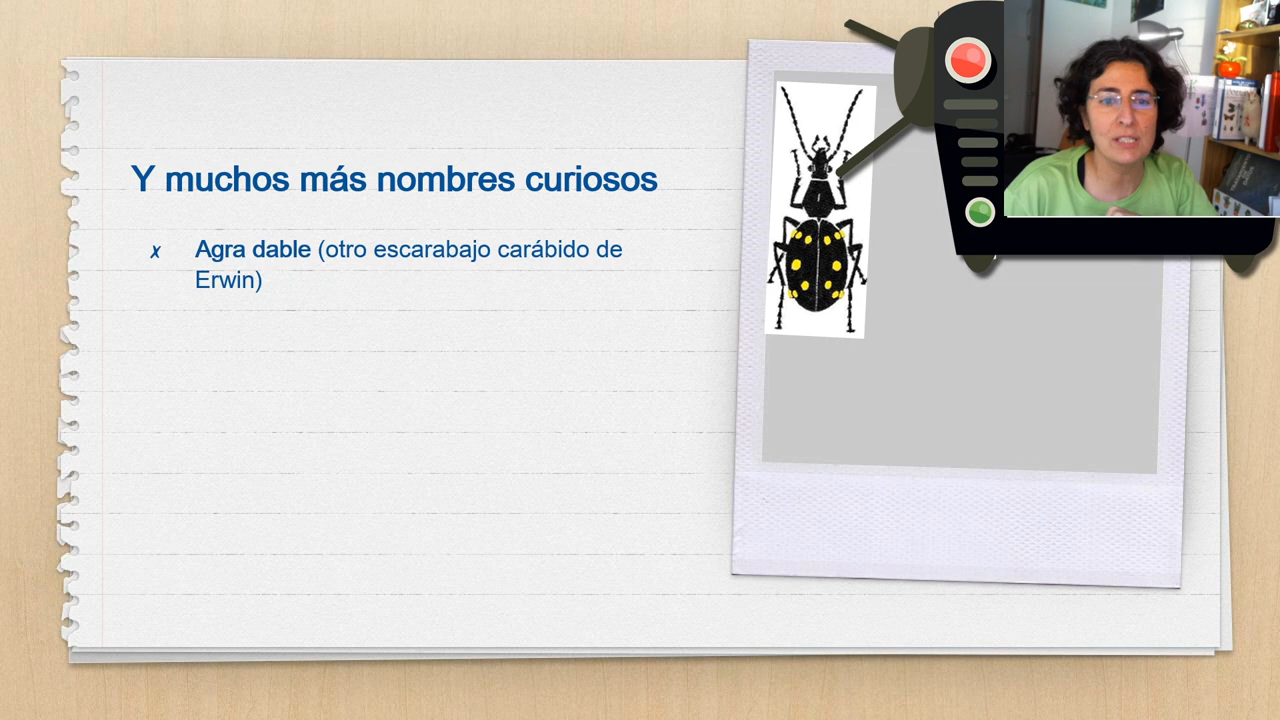 Y muchos más nombres curiosos
✗ Agra dable (otro escarabajo carábido de
Erwin)